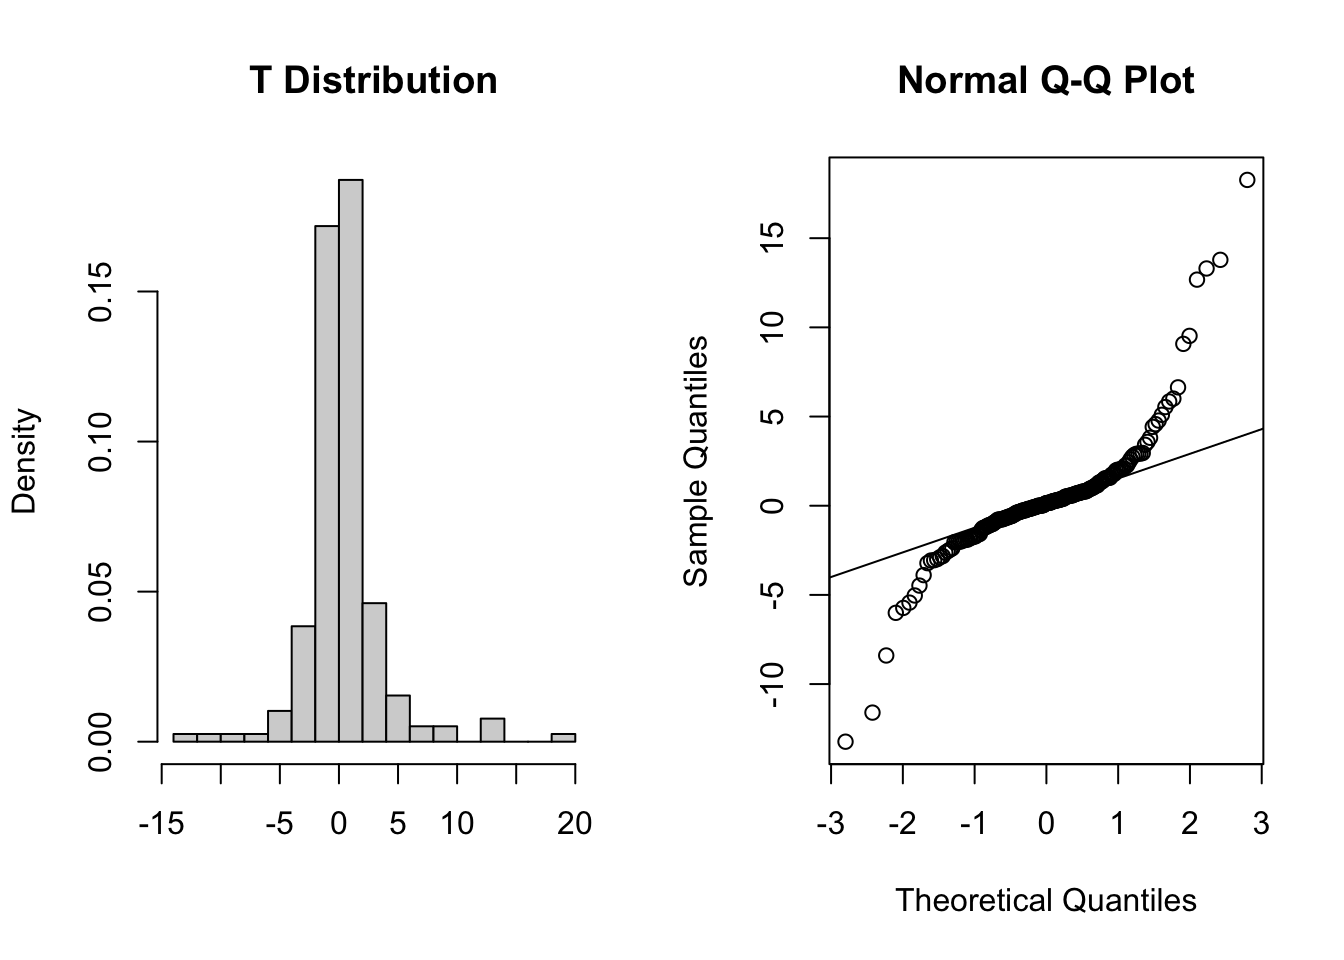 T Distribution
Density
0.15
0.10
0.05
0.00
-15 -5 0 5 10 20
Normal Q-Q Plot
Sample Quantiles
15
10
5
0
-5
-10
-3 -2 -1 0 1 2 3
Theoretical Quantiles